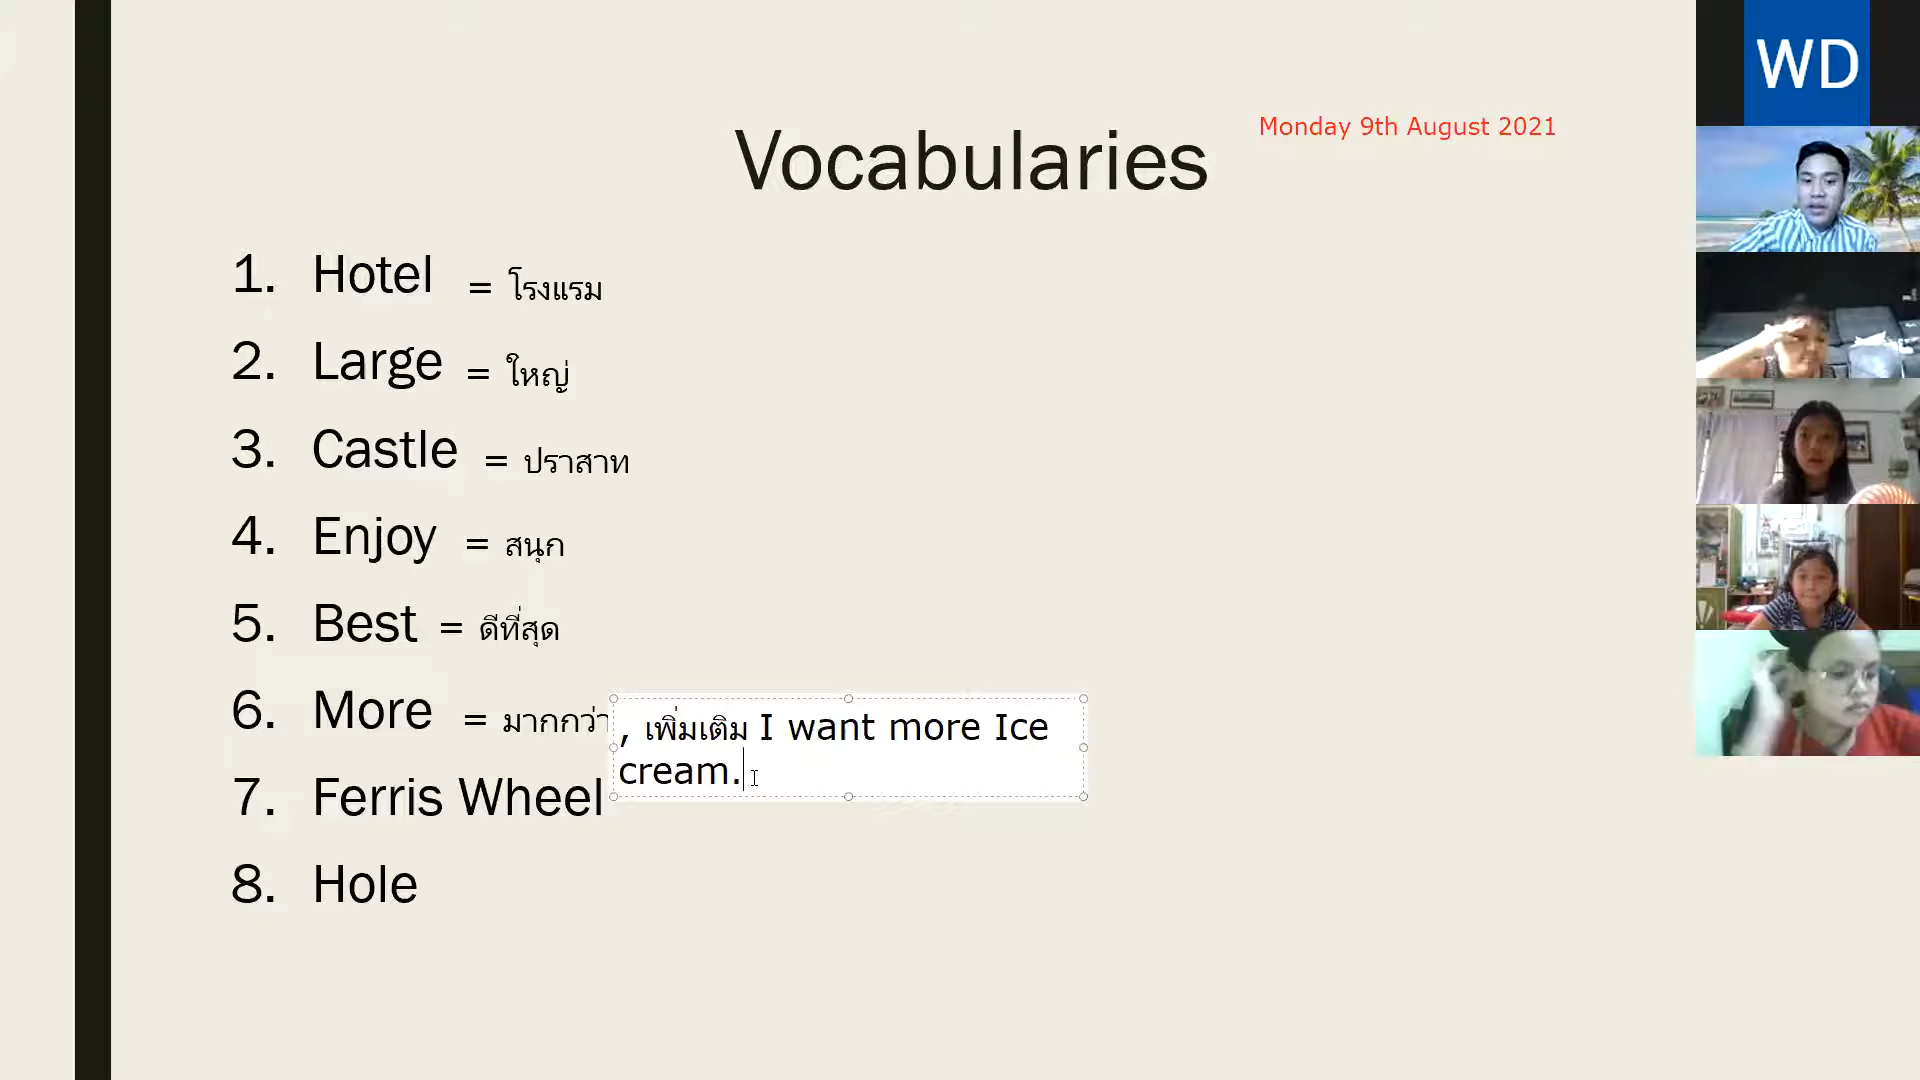 WD
Monday 9th August 2021
Vocabularies
1. Hotel = โรงแรม
2. Large = ใหญ่
3. Castle = ปราสาท
4. Enjoy = สนุก
5. Best = ดีที่สุด
6. More = มากกว่า , เพิ่มเติม I want more Ice
cream.
7. Ferris Wheel
8. Hole